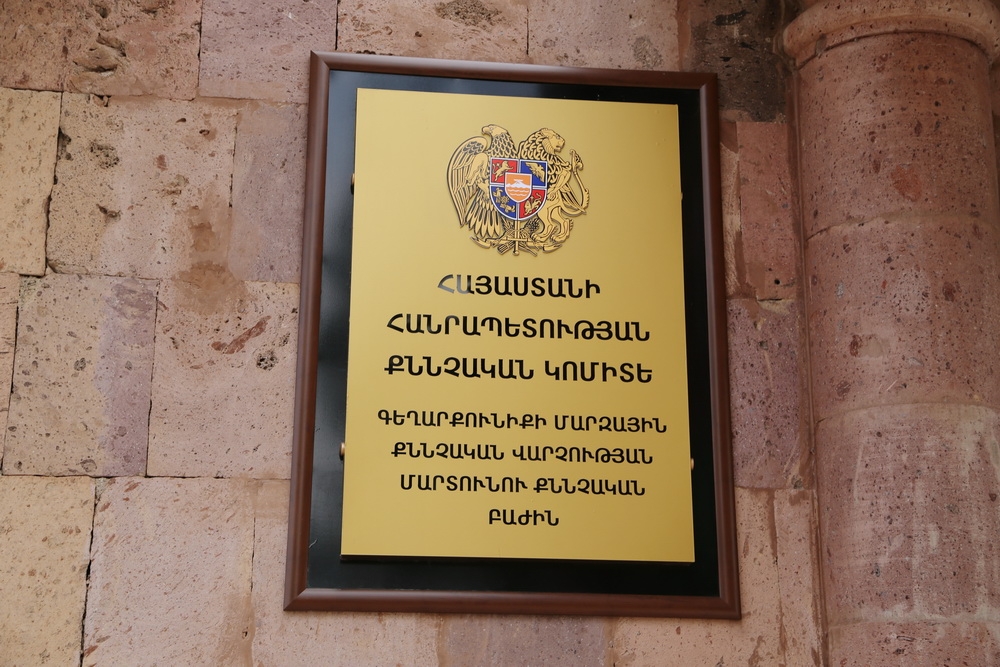 ՀԱՅԱՍՏԱՆԻ
ՀԱՆՐԱՊԵՏՈՒԹՅԱՆ
ՔՆՆՉԱԿԱՆ ԿՈՄԻՏԵ
ԳԵՂԱՐՔՈՒՆԻՔԻ ՄԱՐԶԱՅԻՆ
ՔՆՆՉԱԿԱՆ ՎԱՐՉՈՒԹՅԱՆ
ՄԱՐՏՈՒՆՈՒ ՔՆՆՉԱԿԱՆ
ԲԱԺԻՆ